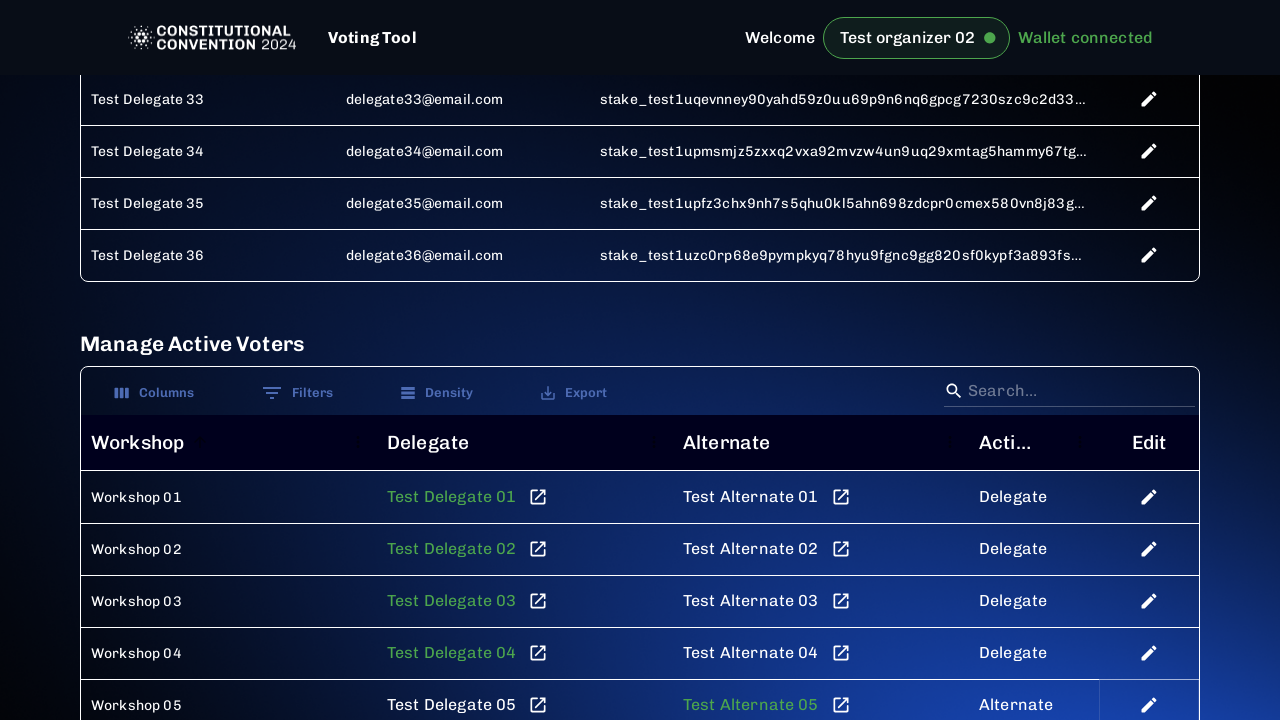 CONSTITUTIONAL
CONVENTION 2024
Voting Tool
Welcome
Test organizer 02
Wallet connected
Test Delegate 33 delegate33@email.com stake_test1uqevnney90yahd59z0uu69p9n6nq6gpcg7230szc9c2d33...
Test Delegate 34 delegate34@email.com stake_test1upmsmjz5zxxq2vxa92mvzw4un9uq29xmtag5hammy67tg...
Test Delegate 35 delegate35@email.com stake_test1upfz3chx9nh7s5qhu0kl5ahn698zdcpr0cmex580vn8j83g...
Test Delegate 36 delegate36@email.com stake_test1uzc0rp68e9pympkyq78hyu9fgnc9gg820sf0kypf3a893fs...
Manage Active Voters
Columns Filters Density Export Search...
Workshop Delegate Alternate Acti... Edit
Workshop 01 Test Delegate 01 Test Alternate 01 Delegate
Workshop 02 Test Delegate 02 Test Alternate 02 Delegate
Workshop 03 Test Delegate 03 Test Alternate 03 Delegate
Workshop 04 Test Delegate 04 Test Alternate 04 Delegate
Workshop 05 Test Delegate 05 Test Alternate 05 Alternate